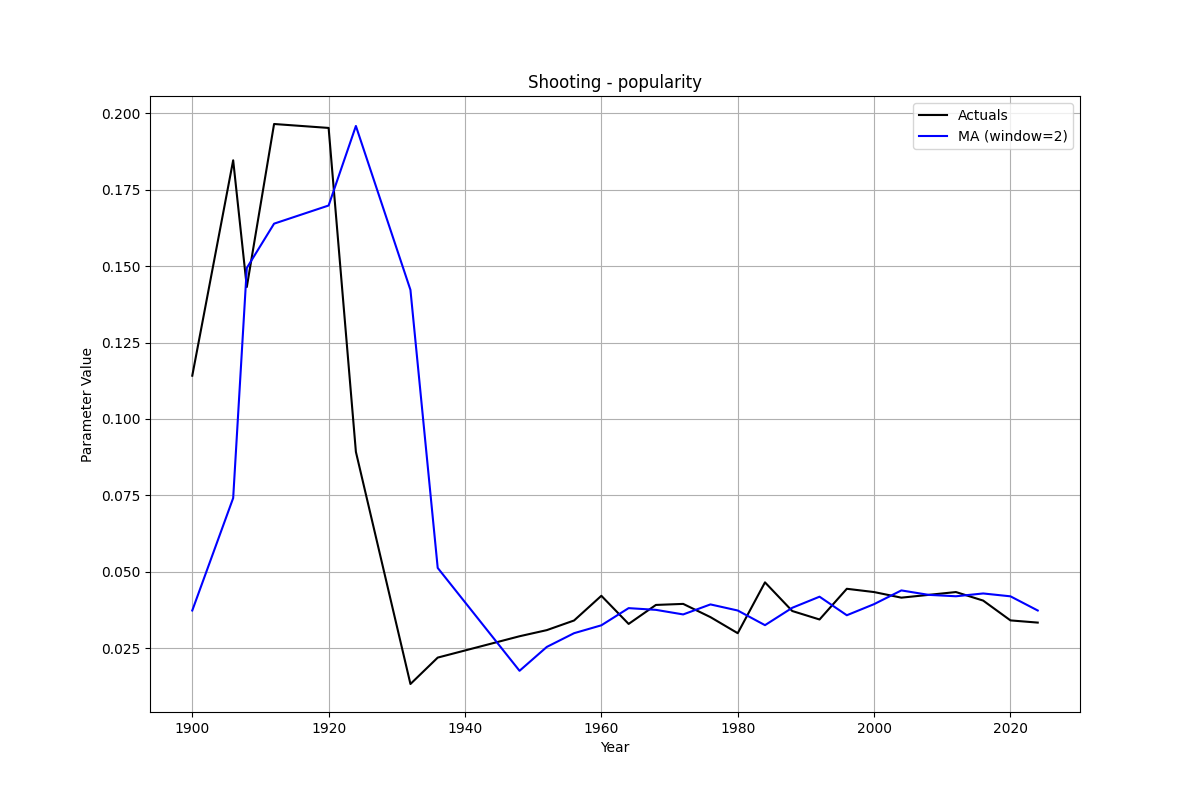 Shooting - popularity
Actuals
MA (window=2)
Parameter Value
0.200
0.175
0.150
0.125
0.100
0.075
0.050
0.025
1900 1920 1940 1960 1980 2000 2020
Year